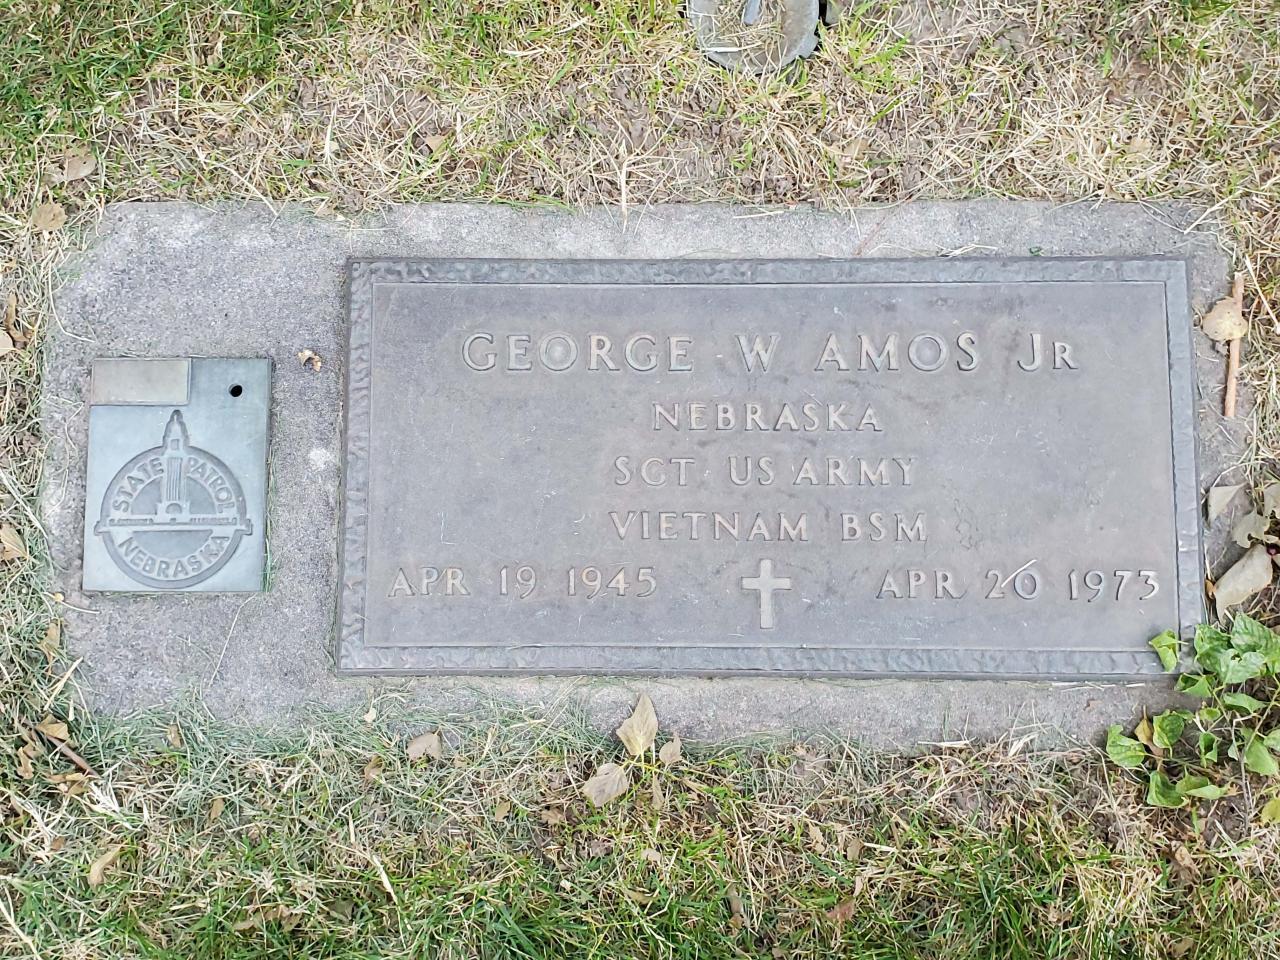 GEORGE W AMOS JR
NEBRASKA
SGT US ARMY
VIETNAM BSM
APR 19 1945 APR 20 1973
STATE PATROL
NEBRASKA